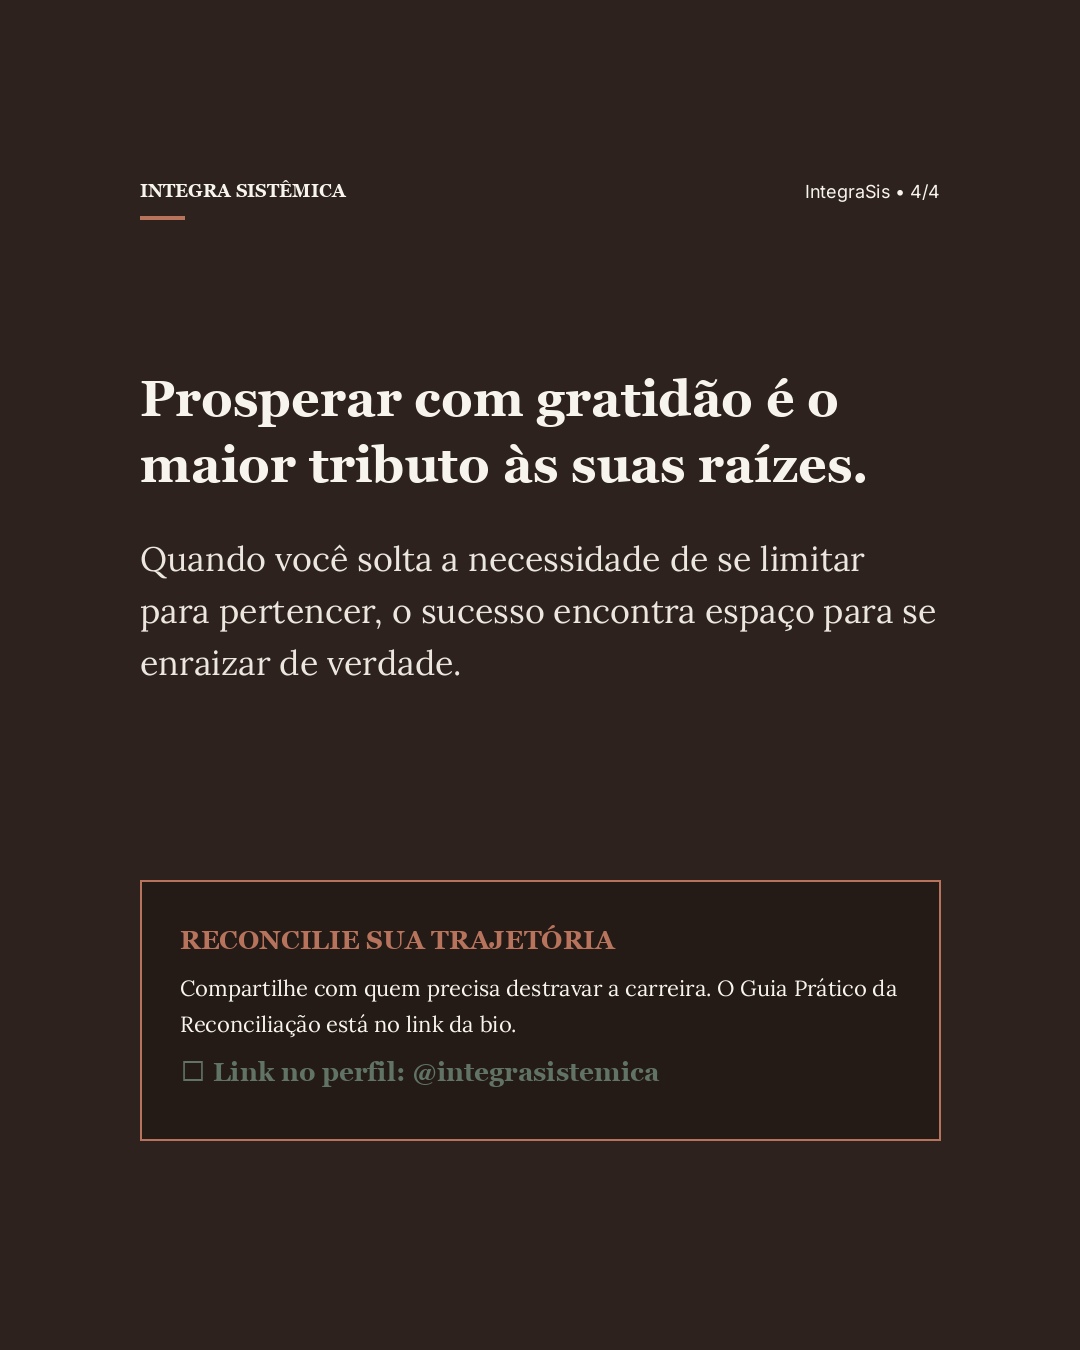 INTEGRA SISTÊMICA
IntegraSis • 4/4
Prosperar com gratidão é o
maior tributo às suas raízes.
Quando você solta a necessidade de se limitar
para pertencer, o sucesso encontra espaço para se
enraizar de verdade.
RECONCILIE SUA TRAJETÓRIA
Compartilhe com quem precisa destravar a carreira. O Guia Prático da
Reconciliação está no link da bio.
☐ Link no perfil: @integrasistemica